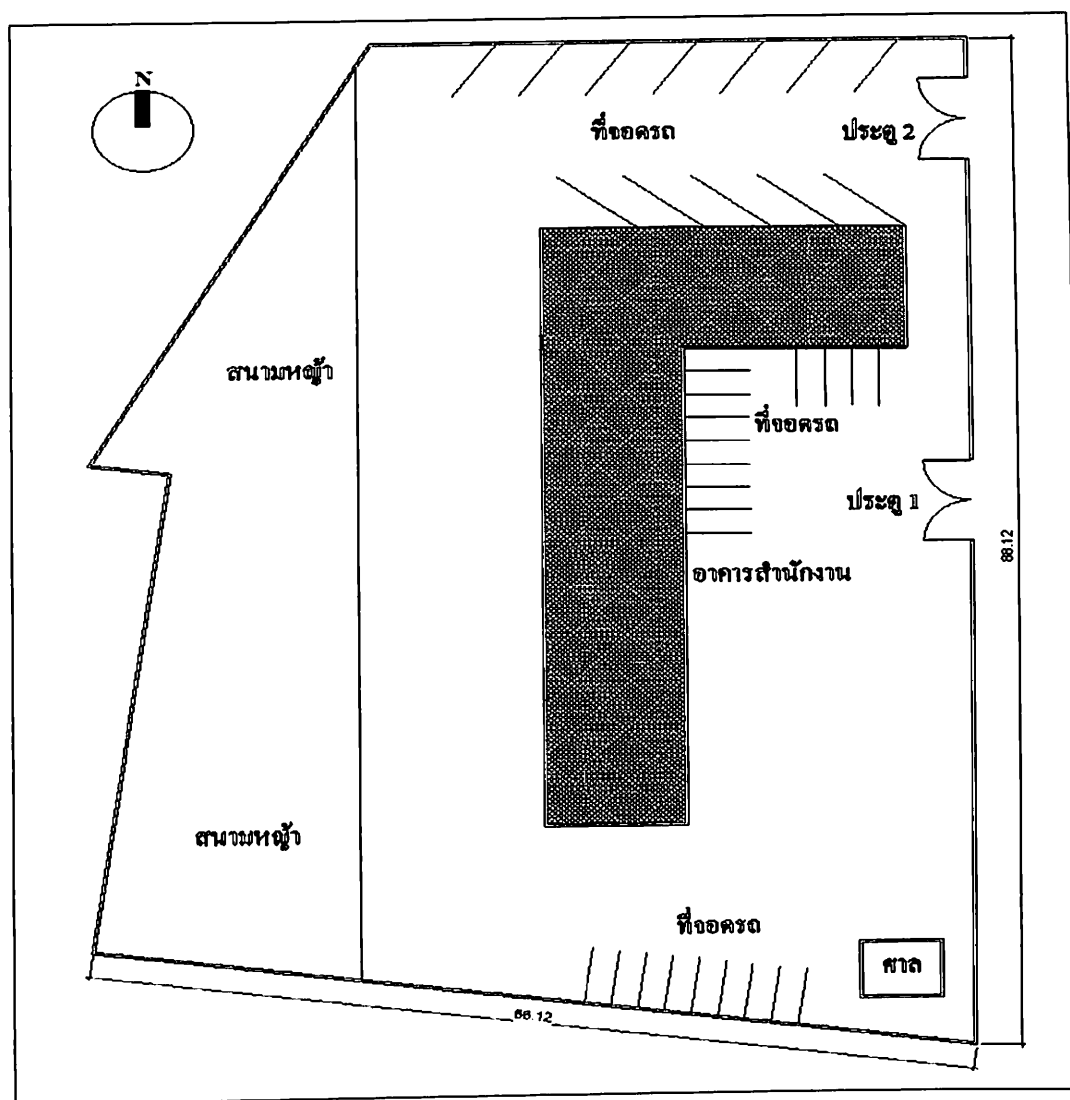 N
ที่จอดรถ
ประตู 2
สนามหญ้า
ที่จอดรถ
ประตู 1
88.12
อาคารสำนักงาน
สนามหญ้า
ที่จอดรถ
ศาล